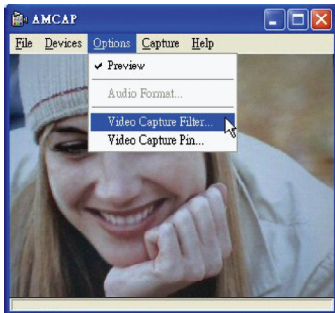 AMCAP
File Devices Options Capture Help
✓ Preview
Audio Format...
Video Capture Filter...
Video Capture Pin...